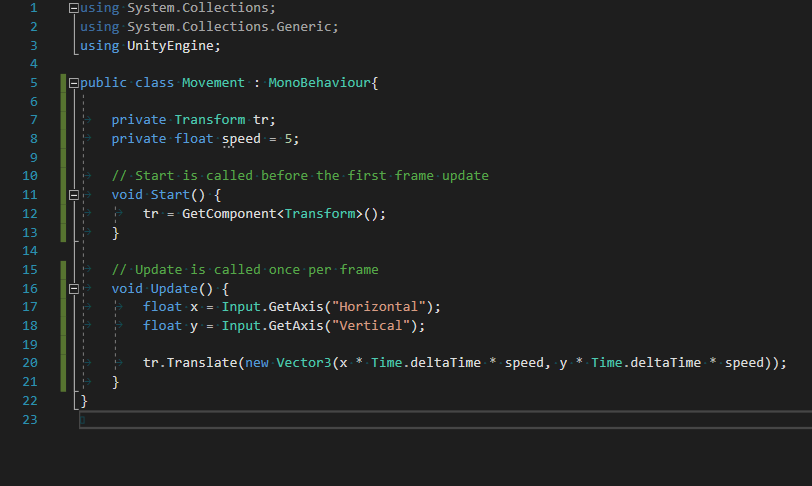 1 using System.Collections;
2 using System.Collections.Generic;
3 using UnityEngine;
4
5 public class Movement : MonoBehaviour{
6
7 private Transform tr;
8 private float speed = 5;
9
10 // Start is called before the first frame update
11 void Start() {
12 tr = GetComponent<Transform>();
13 }
14
15 // Update is called once per frame
16 void Update() {
17 float x = Input.GetAxis("Horizontal");
18 float y = Input.GetAxis("Vertical");
19
20 tr.Translate(new Vector3(x * Time.deltaTime * speed, y * Time.deltaTime * speed));
21 }
22 }
23